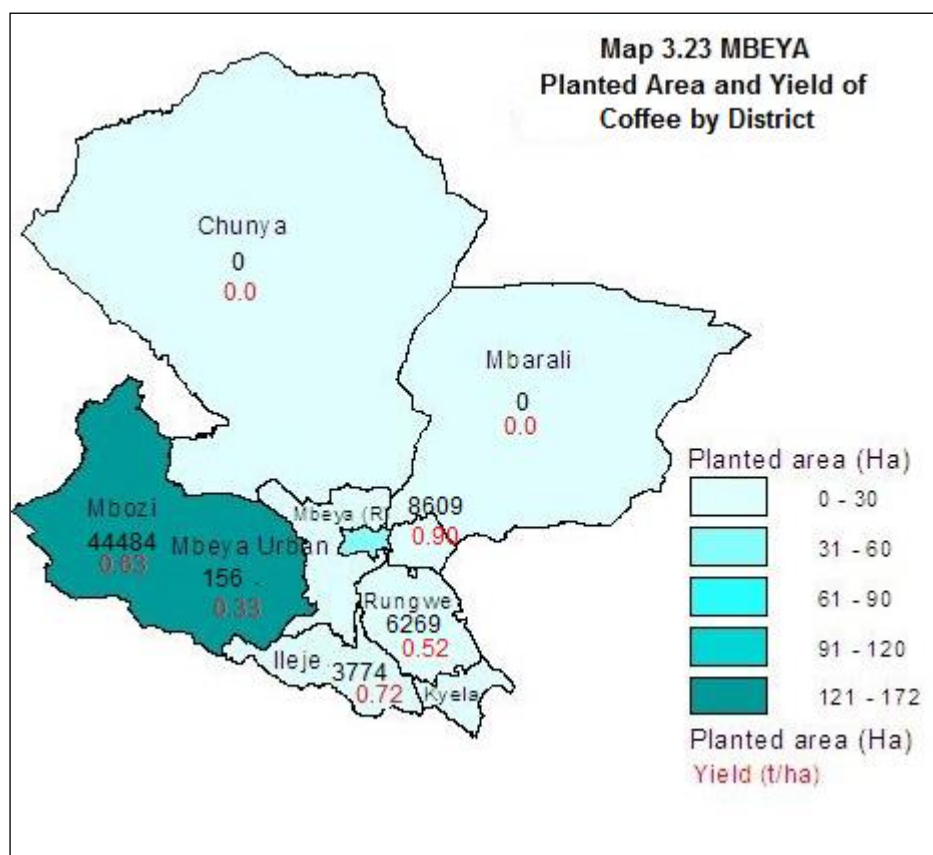 Map 3.23 MBEYA
Planted Area and Yield of
Coffee by District
Chunya
0
0.0
Mbarali
0
0.0
Mbozi
44484
0.63
Mbeya Urban
156
0.33
Mbeya (R)
8609
0.90
Rungwe
6269
0.52
Ileje
3774
0.72
Kyela
Planted area (Ha)
0 - 30
31 - 60
61 - 90
91 - 120
121 - 172
Planted area (Ha)
Yield (t/ha)